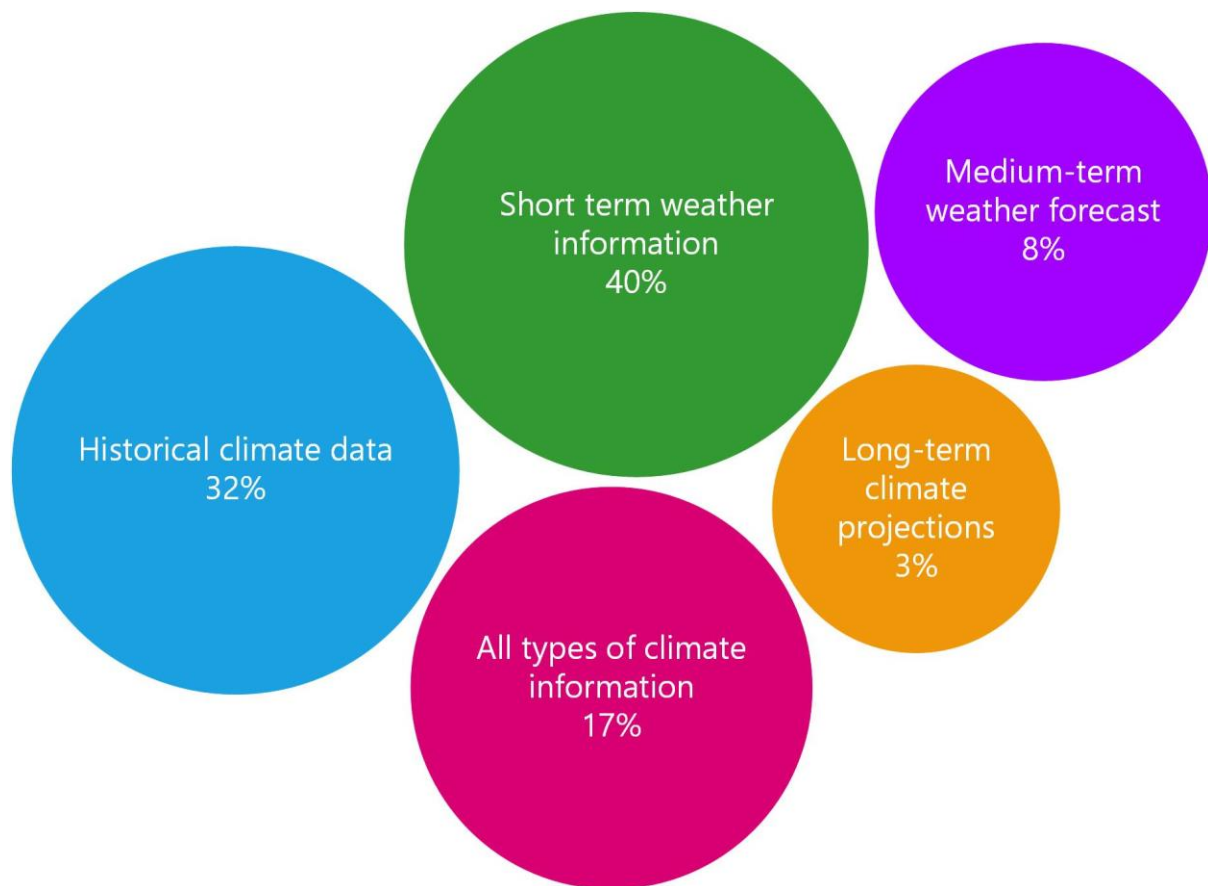 Short term weather
information
40%
Medium-term
weather forecast
8%
Historical climate data
32%
Long-term
climate
projections
3%
All types of climate
information
17%